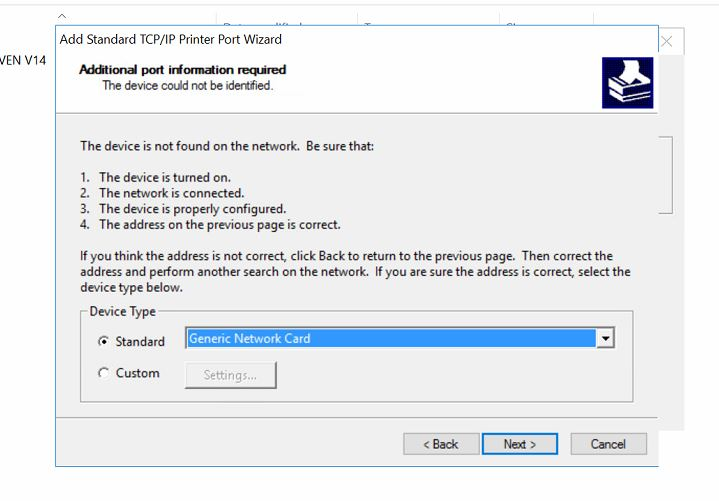 VEN V14
Add Standard TCP/IP Printer Port Wizard
Additional port information required
The device could not be identified.
The device is not found on the network.  Be sure that:
1.  The device is turned on.
2.  The network is connected.
3.  The device is properly configured.
4.  The address on the previous page is correct.
If you think the address is not correct, click Back to return to the previous page.  Then correct the
address and perform another search on the network.  If you are sure the address is correct, select the
device type below.
Device Type
Standard
Generic Network Card
Custom
Settings...
< Back
Next >
Cancel